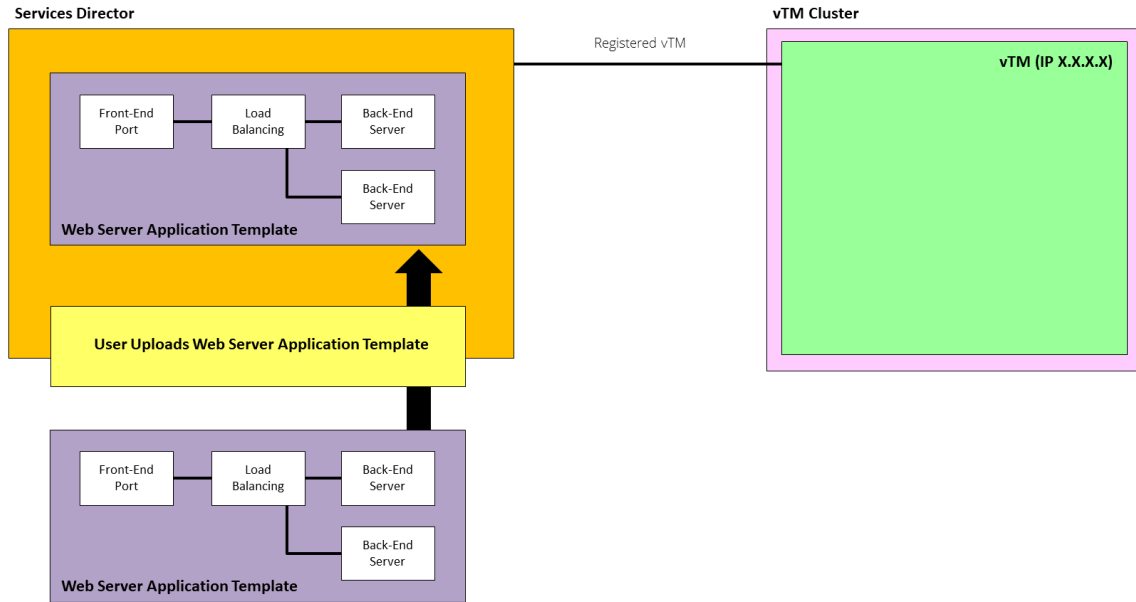 Services Director
vTM Cluster
Registered vTM
vTM (IP X.X.X.X)
Front-End
Port
Load
Balancing
Back-End
Server
Back-End
Server
Web Server Application Template
User Uploads Web Server Application Template
Front-End
Port
Load
Balancing
Back-End
Server
Back-End
Server
Web Server Application Template